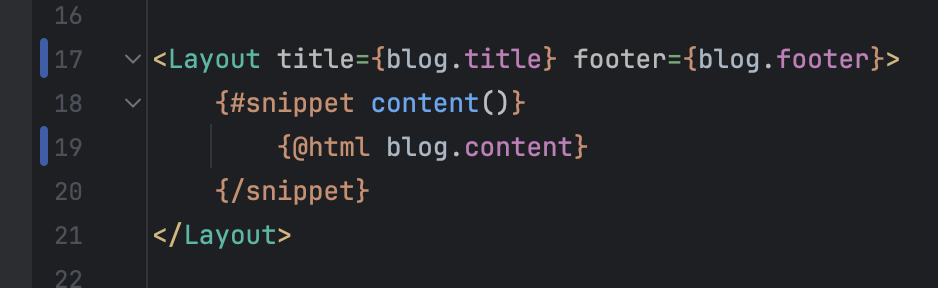 16
17 <Layout title={blog.title} footer={blog.footer}>
18 {#snippet content()}
19 {@html blog.content}
20 {/snippet}
21 </Layout>
22